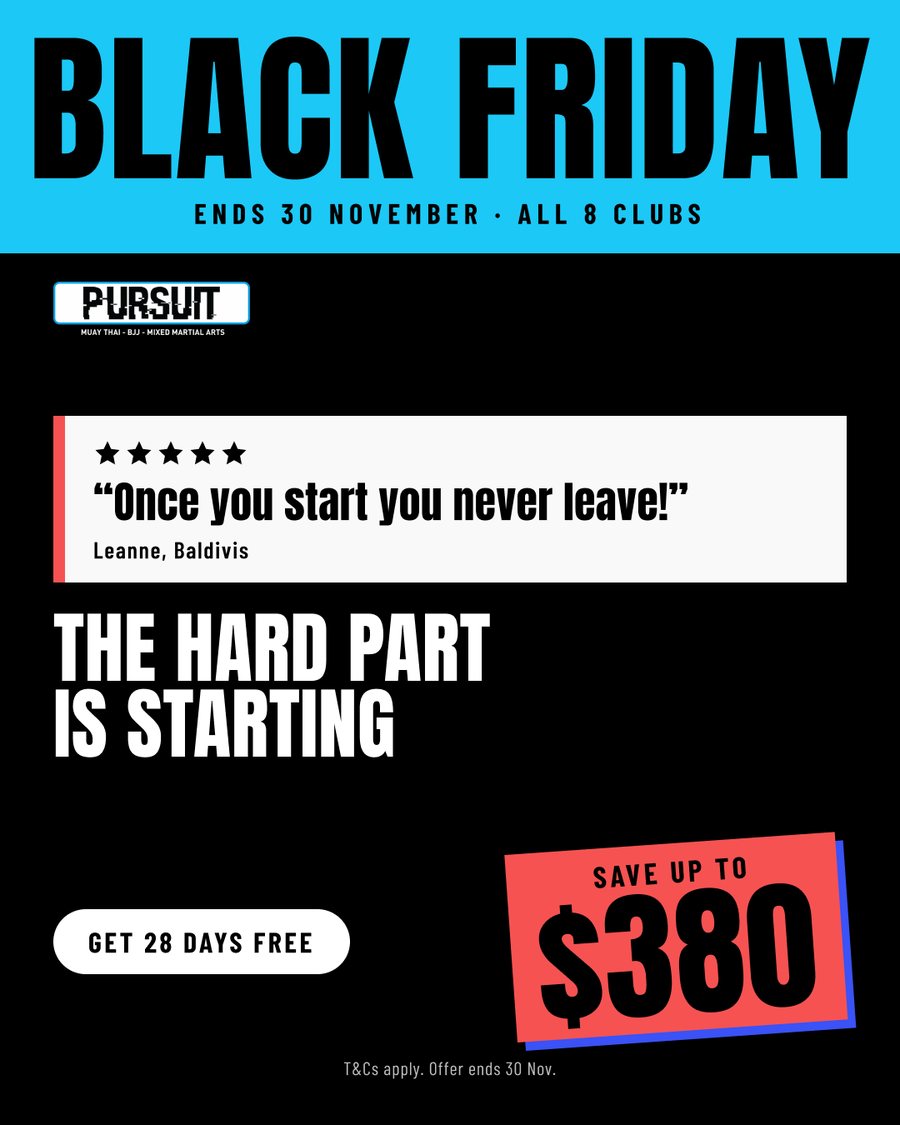 BLACK FRIDAY
ENDS 30 NOVEMBER · ALL 8 CLUBS
PURSUIT
MUAY THAI - BJJ - MIXED MARTIAL ARTS
★★★★★
“Once you start you never leave!”
Leanne, Baldivis
THE HARD PART
IS STARTING
SAVE UP TO
$380
GET 28 DAYS FREE
T&Cs apply. Offer ends 30 Nov.